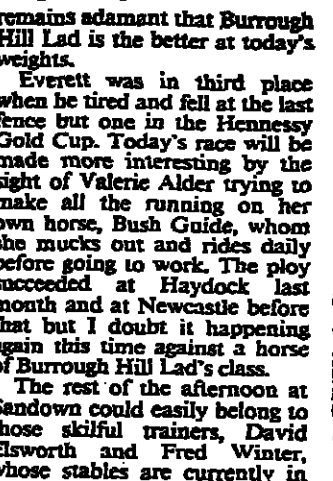 remains adamant that Burrough
Hill Lad is the better at today's
weights.
Everett was in third place
when he tired and fell at the last
fence but one in the Hennessy
Gold Cup. Today's race will be
made more interesting by the
sight of Valerie Alder trying to
make all the running on her
own horse, Bush Guide, whom
she mucks out and rides daily
before going to work. The ploy
succeeded at Haydock last
month and at Newcastle before
that but I doubt it happening
again this time against a horse
of Burrough Hill Lad's class.
The rest of the afternoon at
Sandown could easily belong to
those skilful trainers, David
Elsworth and Fred Winter,
whose stables are currently in